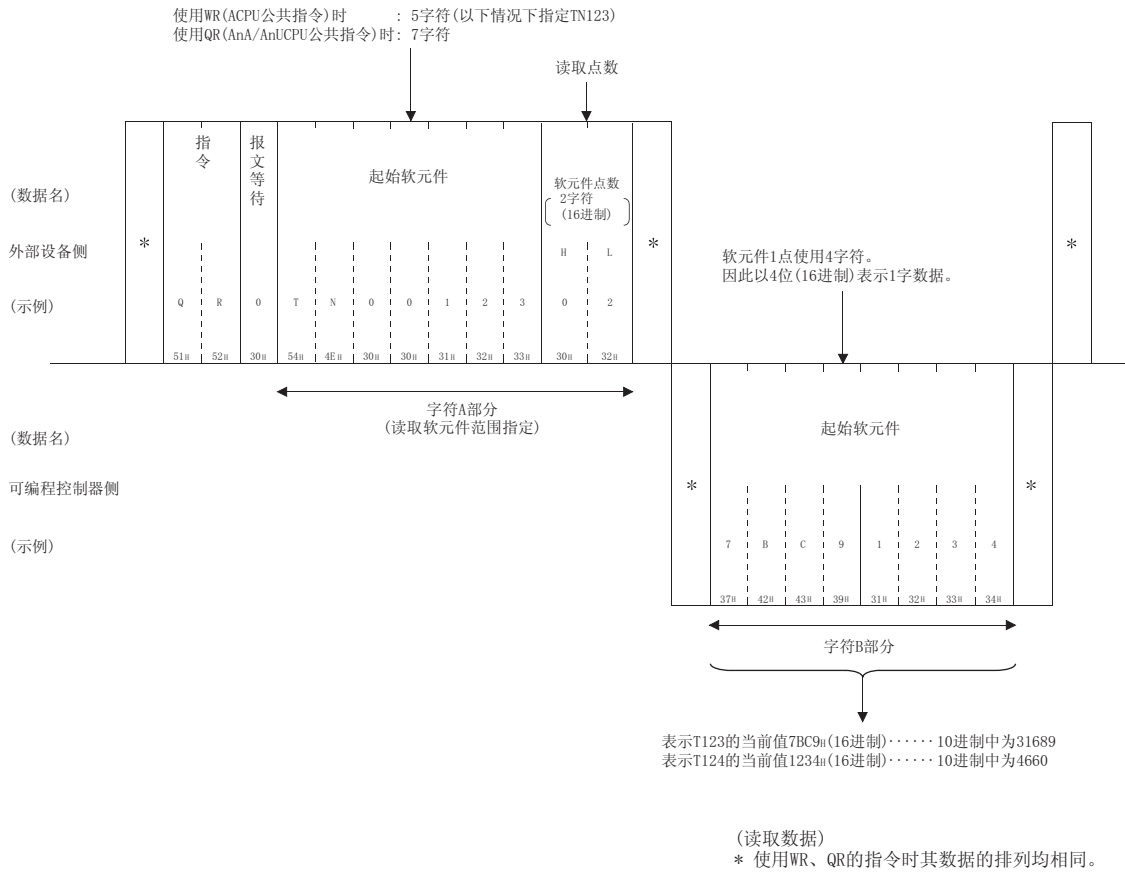 使用WR(ACPU公共指令)时 : 5字符(以下情况下指定TN123)
使用QR(AnA/AnUCPU公共指令)时: 7字符
读取点数
指令
报文等待
起始软元件
软元件点数
2字符
(16进制)
(数据名)
外部设备侧
* H L * *
(示例)
Q R 0 T N 0 0 1 2 3 0 2
51H 52H 30H 54H 4EH 30H 30H 31H 32H 33H 30H 32H
软元件1点使用4字符。
因此以4位(16进制)表示1字数据。
字符A部分
(读取软元件范围指定)
(数据名)
起始软元件
可编程控制器侧
* *
(示例)
7 B C 9 1 2 3 4
37H 42H 43H 39H 31H 32H 33H 34H
字符B部分
表示T123的当前值7BC9H(16进制)······10进制中为31689
表示T124的当前值1234H(16进制)······10进制中为4660
(读取数据)
* 使用WR、QR的指令时其数据的排列均相同。